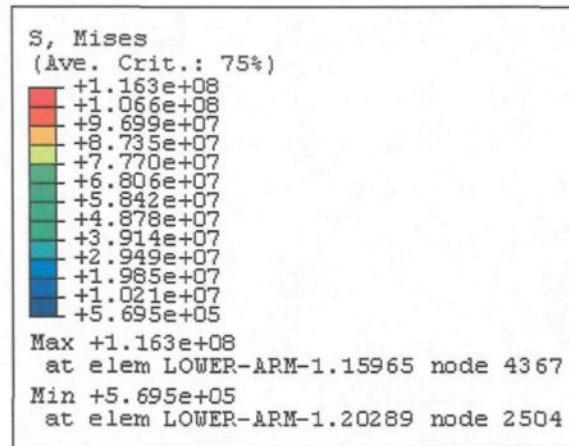 S, Mises
(Ave. Crit.: 75%)
+1.163e+08
+1.066e+08
+9.699e+07
+8.735e+07
+7.770e+07
+6.806e+07
+5.842e+07
+4.878e+07
+3.914e+07
+2.949e+07
+1.985e+07
+1.021e+07
+5.695e+05
Max +1.163e+08
at elem LOWER-ARM-1.15965 node 4367
Min +5.695e+05
at elem LOWER-ARM-1.20289 node 2504